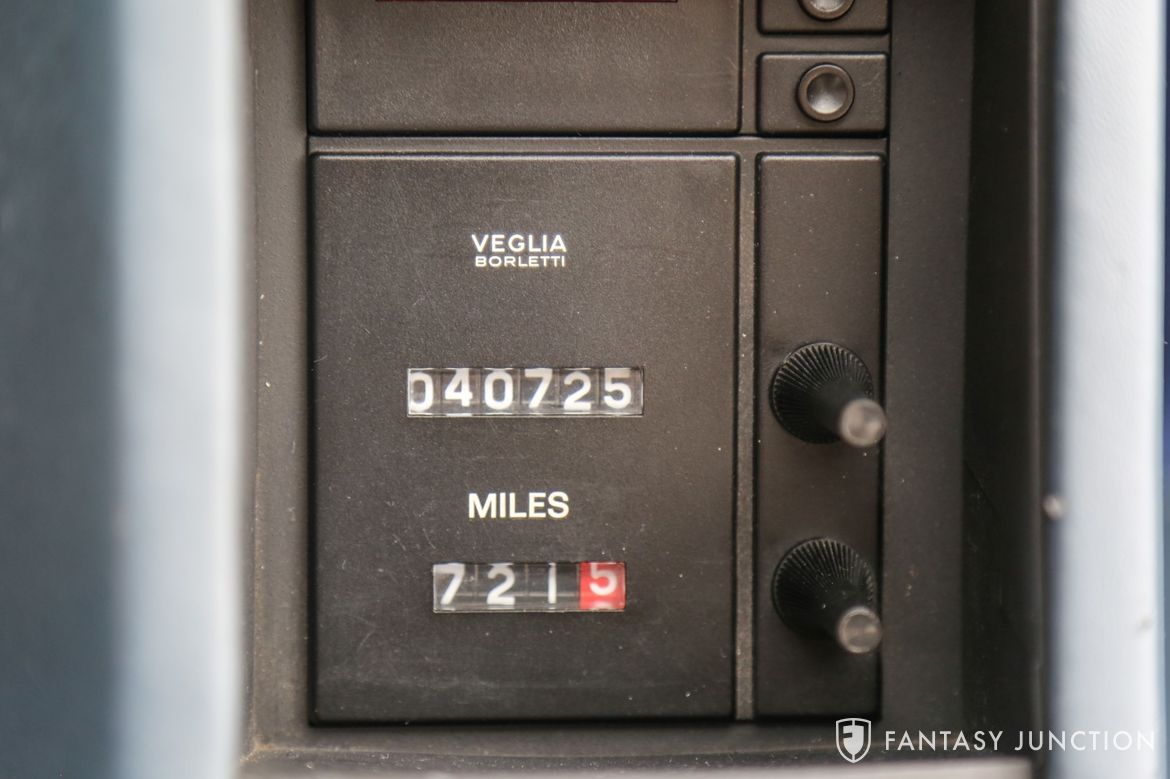 VEGLIA
BORLETTI
040725
MILES
7215
FANTASY JUNCTION